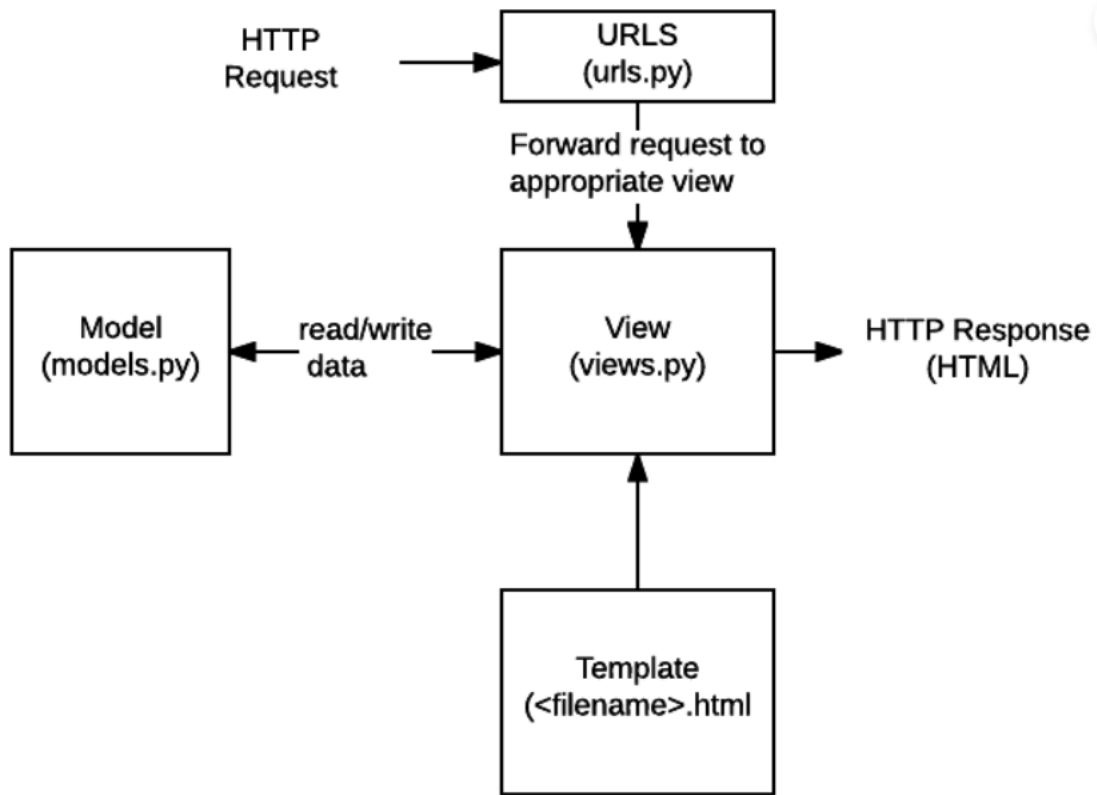 HTTP
Request
URLS
(urls.py)
Forward request to
appropriate view
Model
(models.py)
read/write
data
View
(views.py)
HTTP Response
(HTML)
Template
(<filename>.html